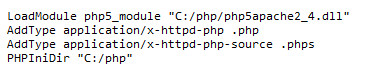 LoadModule php5_module "C:/php/php5apache2_4.dll"
AddType application/x-httpd-php .php
AddType application/x-httpd-php-source .phps
PHPIniDir "C:/php"